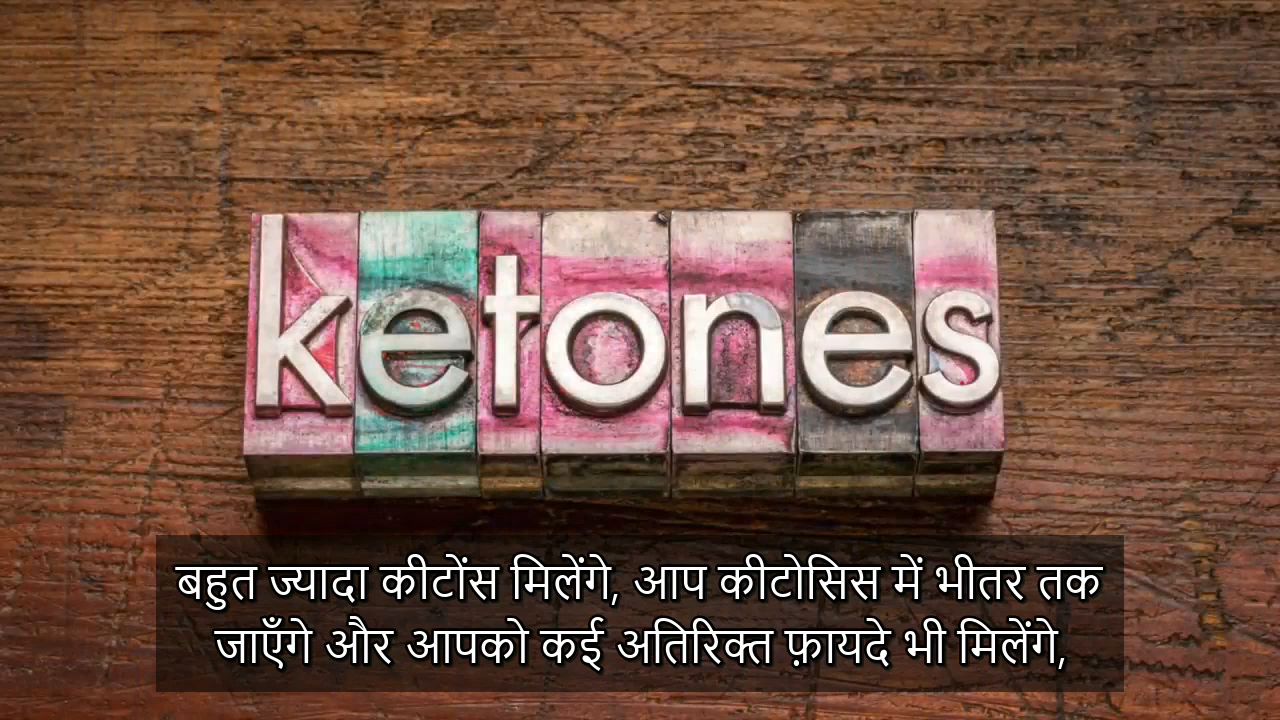 ketones
बहुत ज्यादा कीटोंस मिलेंगे, आप कीटोसिस में भीतर तक
जाएँगे और आपको कई अतिरिक्त फ़ायदे भी मिलेंगे,